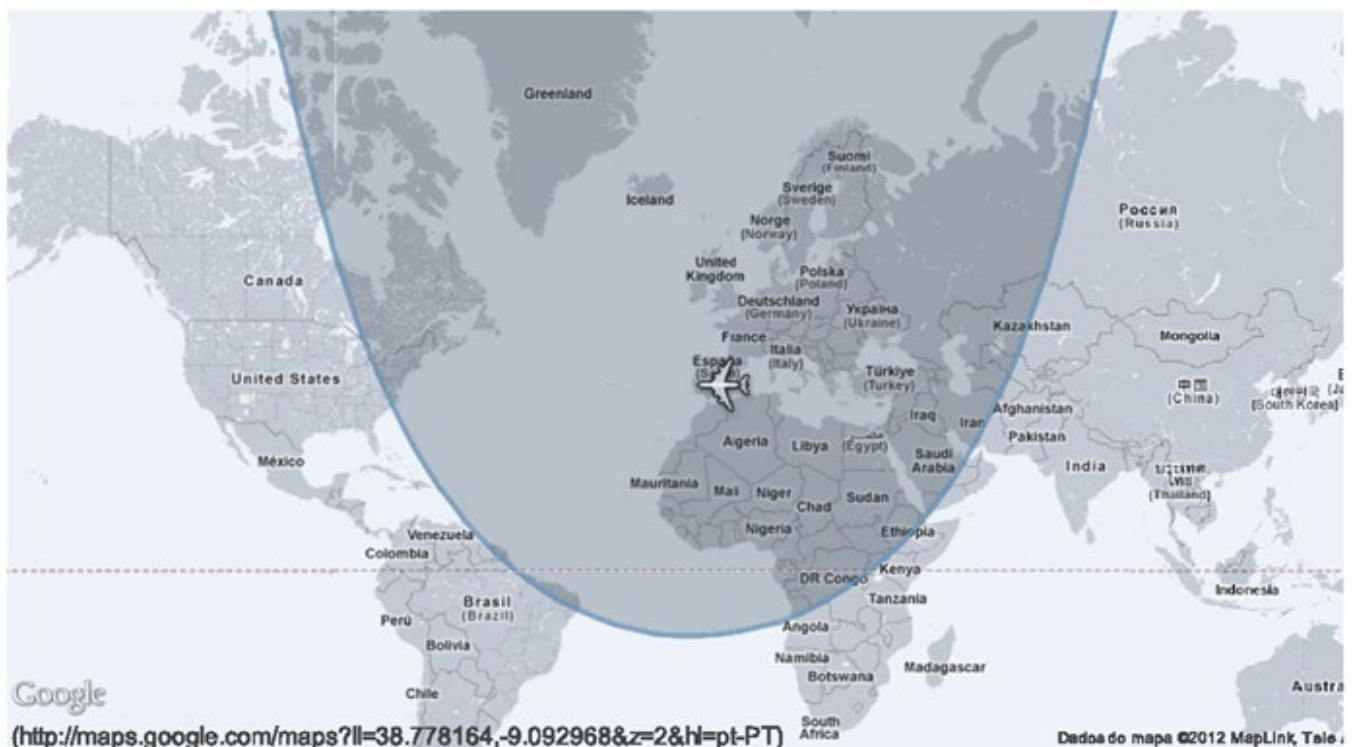 Greenland
Suomi
(Finland)
Iceland
Sverige
(Sweden)
Norge
(Norway)
Россия
(Russia)
United
Kingdom
Polska
(Poland)
Canada
Deutschland
(Germany)
Україна
(Ukraine)
Kazakhstan
Mongolia
France
Italia
(Italy)
España
Türkiye
(Turkey)
United States
中国
(China)
[South Korea]
Iraq
Iran
Afghanistan
Pakistan
Algeria
Libya
(Egypt)
México
Saudi
Arabia
India
Mauritania
Mali
Niger
Chad
Sudan
(Thailand)
Nigeria
Ethiopia
Venezuela
Colombia
DR Congo
Kenya
Indonesia
Brasil
(Brazil)
Tanzania
Perú
Angola
Bolivia
Namibia
Botswana
Madagascar
Chile
Austra
South
Africa
Google
(http://maps.google.com/maps?ll=38.778164,-9.092968&z=2&hl=pt-PT)
Dados do mapa ©2012 MapLink, Tele